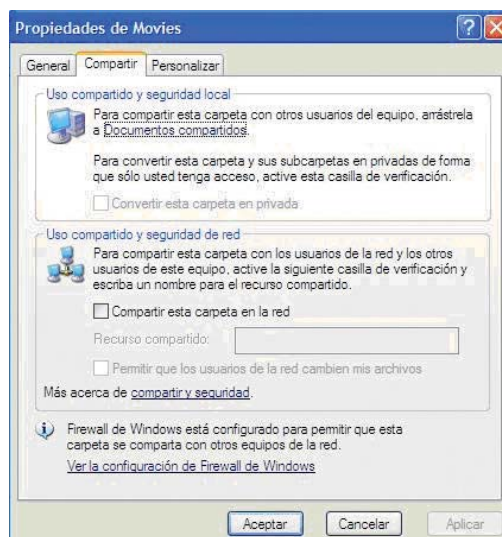 Propiedades de Movies
General
Compartir
Personalizar
Uso compartido y seguridad local
Para compartir esta carpeta con otros usuarios del equipo, arrástrela
a Documentos compartidos.
Para convertir esta carpeta y sus subcarpetas en privadas de forma
que sólo usted tenga acceso, active esta casilla de verificación.
Convertir esta carpeta en privada
Uso compartido y seguridad de red
Para compartir esta carpeta con los usuarios de la red y los otros
usuarios de este equipo, active la siguiente casilla de verificación y
escriba un nombre para el recurso compartido.
Compartir esta carpeta en la red
Recurso compartido:
Permitir que los usuarios de la red cambien mis archivos
Más acerca de compartir y seguridad.
Firewall de Windows está configurado para permitir que esta
carpeta se comparta con otros equipos de la red.
Ver la configuración de Firewall de Windows
Aceptar
Cancelar
Aplicar